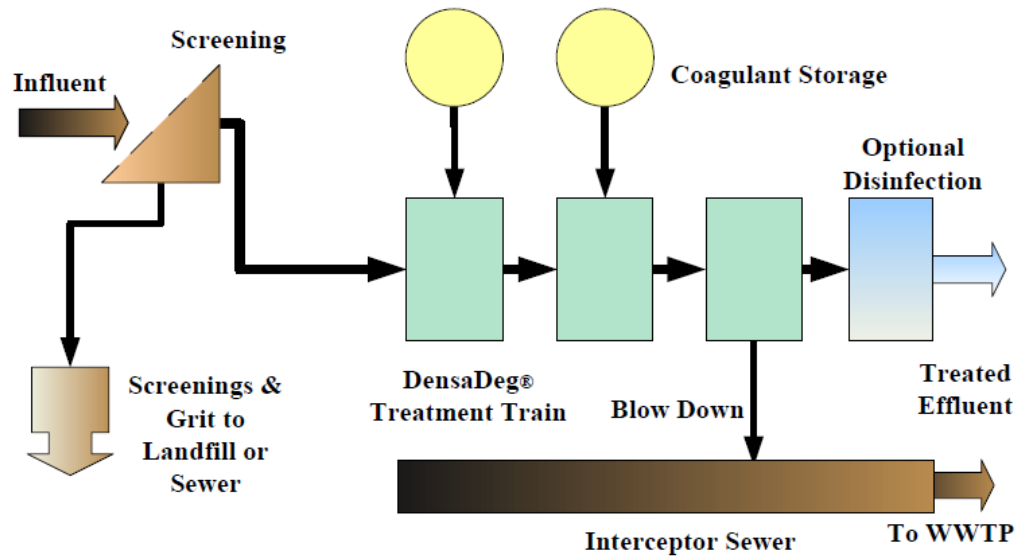 Screening
Influent
Coagulant Storage
Optional
Disinfection
DensaDeg®
Treatment Train
Screenings &
Grit to
Landfill or
Sewer
Blow Down
Treated
Effluent
Interceptor Sewer
To WWTP